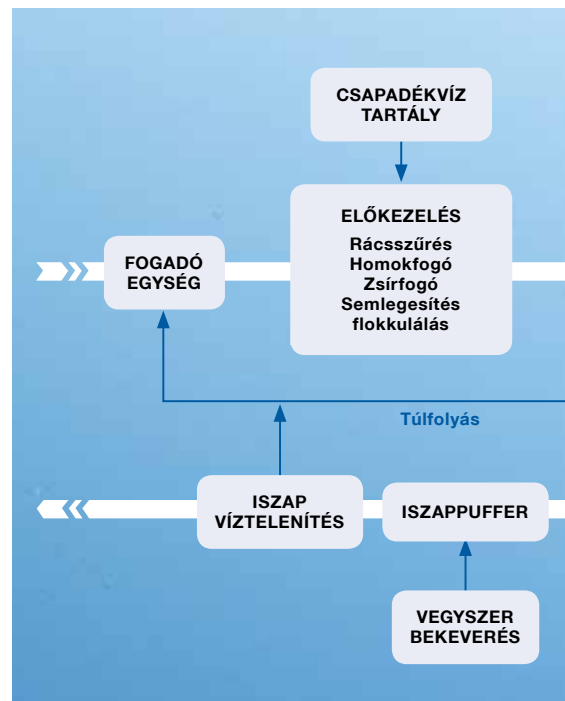 CSAPADÉKVÍZ
TARTÁLY
ELŐKEZELÉS
Rácsszűrés
Homokfogó
Zsírfogó
Semlegesítés
flokkulálás
FOGADÓ
EGYSÉG
Túlfolyás
ISZAP
VÍZTELENÍTÉS
ISZAPPUFFER
VEGYSZER
BEKEVERÉS